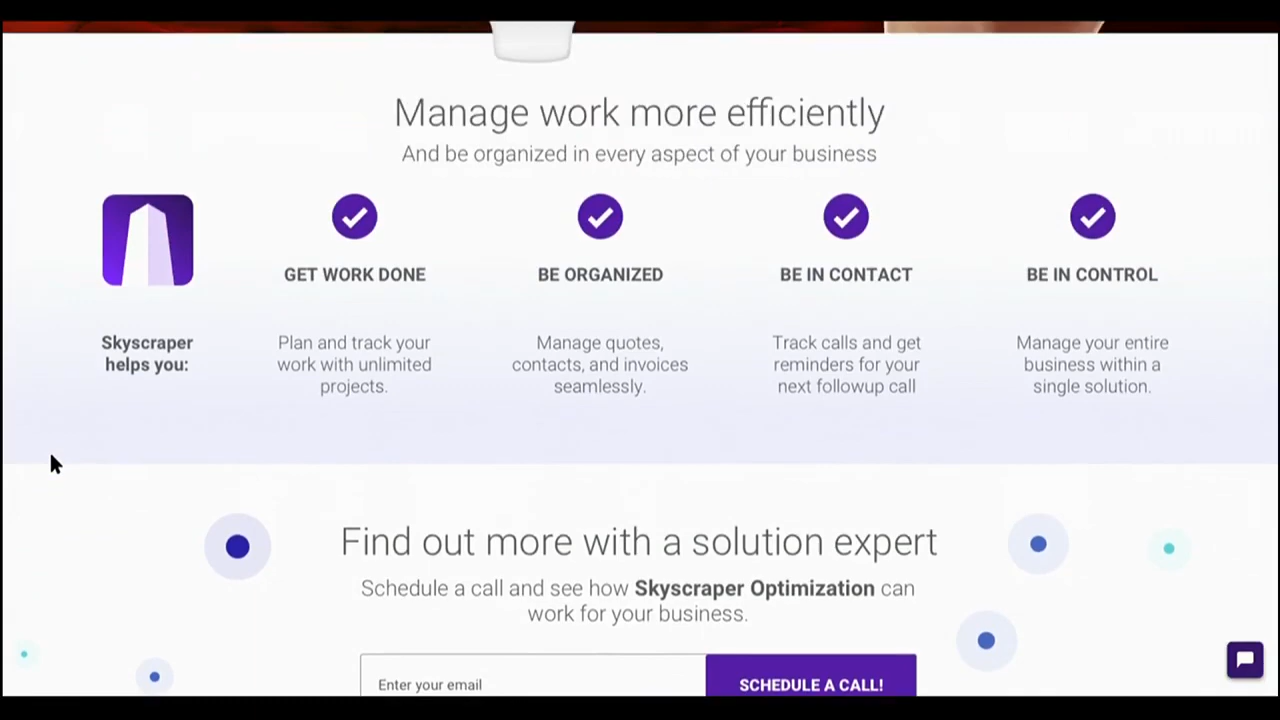 Manage work more efficiently
And be organized in every aspect of your business
GET WORK DONE
BE ORGANIZED
BE IN CONTACT
BE IN CONTROL
Skyscraper
helps you:
Plan and track your
work with unlimited
projects.
Manage quotes,
contacts, and invoices
seamlessly.
Track calls and get
reminders for your
next followup call
Manage your entire
business within a
single solution.
Find out more with a solution expert
Schedule a call and see how Skyscraper Optimization can
work for your business.
Enter your email
SCHEDULE A CALL!